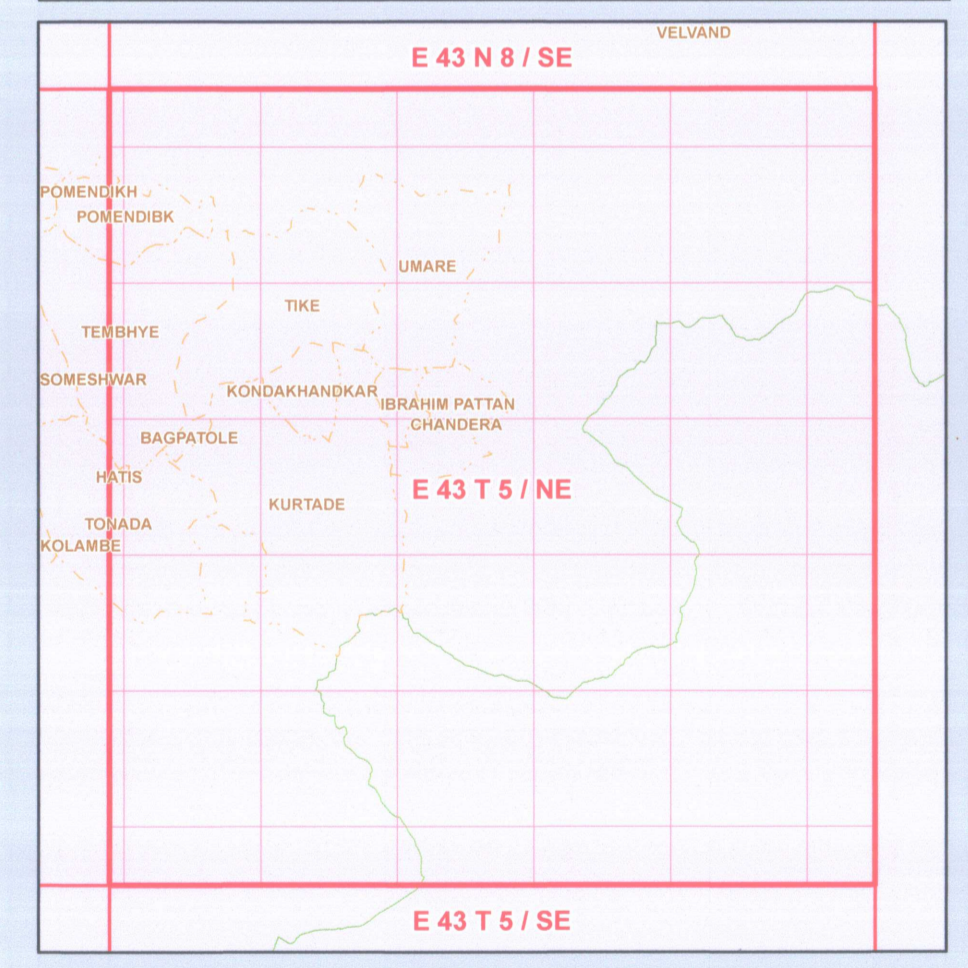 VELVAND
E 43 N 8 / SE
POMENDIKH
POMENDIBK
UMARE
TIKE
TEMBHYE
SOMESHWAR
KONDAKHANDKAR
IBRAHIM PATTAN
CHANDERA
BAGPATOLE
HATIS
E 43 T 5 / NE
KURTADE
TONADA
KOLAMBE
E 43 T 5 / SE